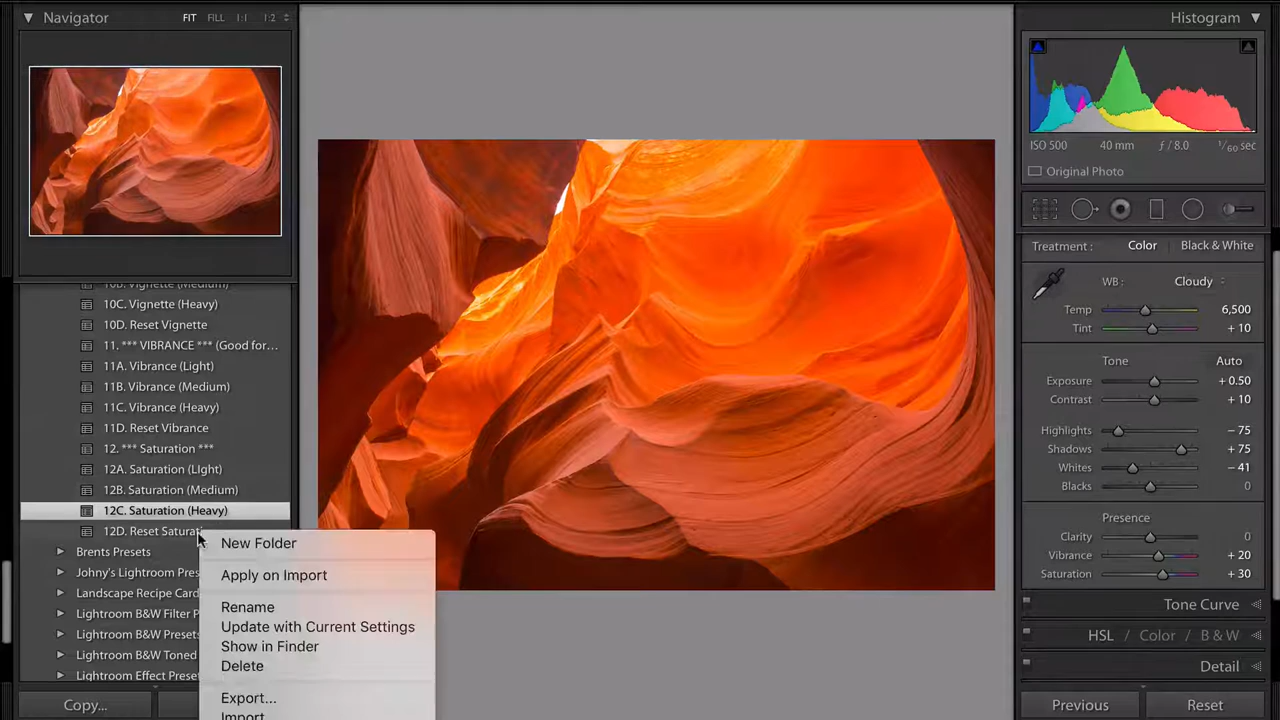 Navigator
FIT FILL 1:1 1:2
10B. Vignette (Medium)
10C. Vignette (Heavy)
10D. Reset Vignette
11. *** VIBRANCE *** (Good for…
11A. Vibrance (Light)
11B. Vibrance (Medium)
11C. Vibrance (Heavy)
11D. Reset Vibrance
12. *** Saturation ***
12A. Saturation (LIght)
12B. Saturation (Medium)
12C. Saturation (Heavy)
12D. Reset Saturati
Brents Presets
Johny's Lightroom Pres
Landscape Recipe Card
Lightroom B&W Filter P
Lightroom B&W Presets
Lightroom B&W Toned
Lightroom Effect Prese
Copy...
New Folder
Apply on Import
Rename
Update with Current Settings
Show in Finder
Delete
Export...
Import
Histogram
ISO 500 40 mm ƒ / 8.0 1/60 sec
Original Photo
Treatment : Color Black & White
WB: Cloudy
Temp 6,500
Tint + 10
Tone Auto
Exposure + 0.50
Contrast + 10
Highlights − 75
Shadows + 75
Whites − 41
Blacks 0
Presence
Clarity 0
Vibrance + 20
Saturation + 30
Tone Curve
HSL / Color / B & W
Detail
Previous Reset